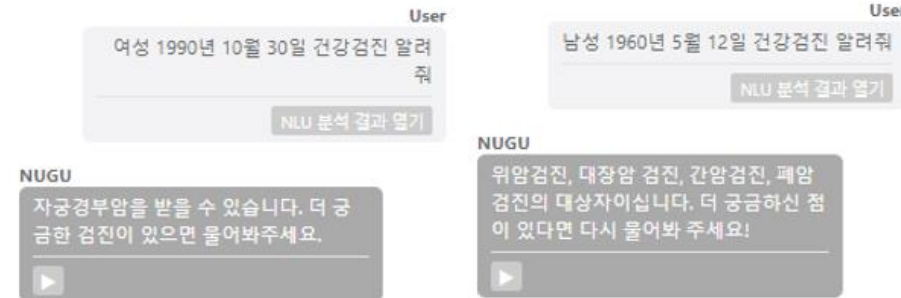 User
여성 1990년 10월 30일 건강검진 알려
줘
NLU 분석 결과 열기
NUGU
자궁경부암을 받을 수 있습니다. 더 궁
금한 검진이 있으면 물어봐주세요.
User
남성 1960년 5월 12일 건강검진 알려줘
NLU 분석 결과 열기
NUGU
위암검진, 대장암 검진, 간암검진, 폐암
검진의 대상자이십니다. 더 궁금하신 점
이 있다면 다시 물어봐 주세요!